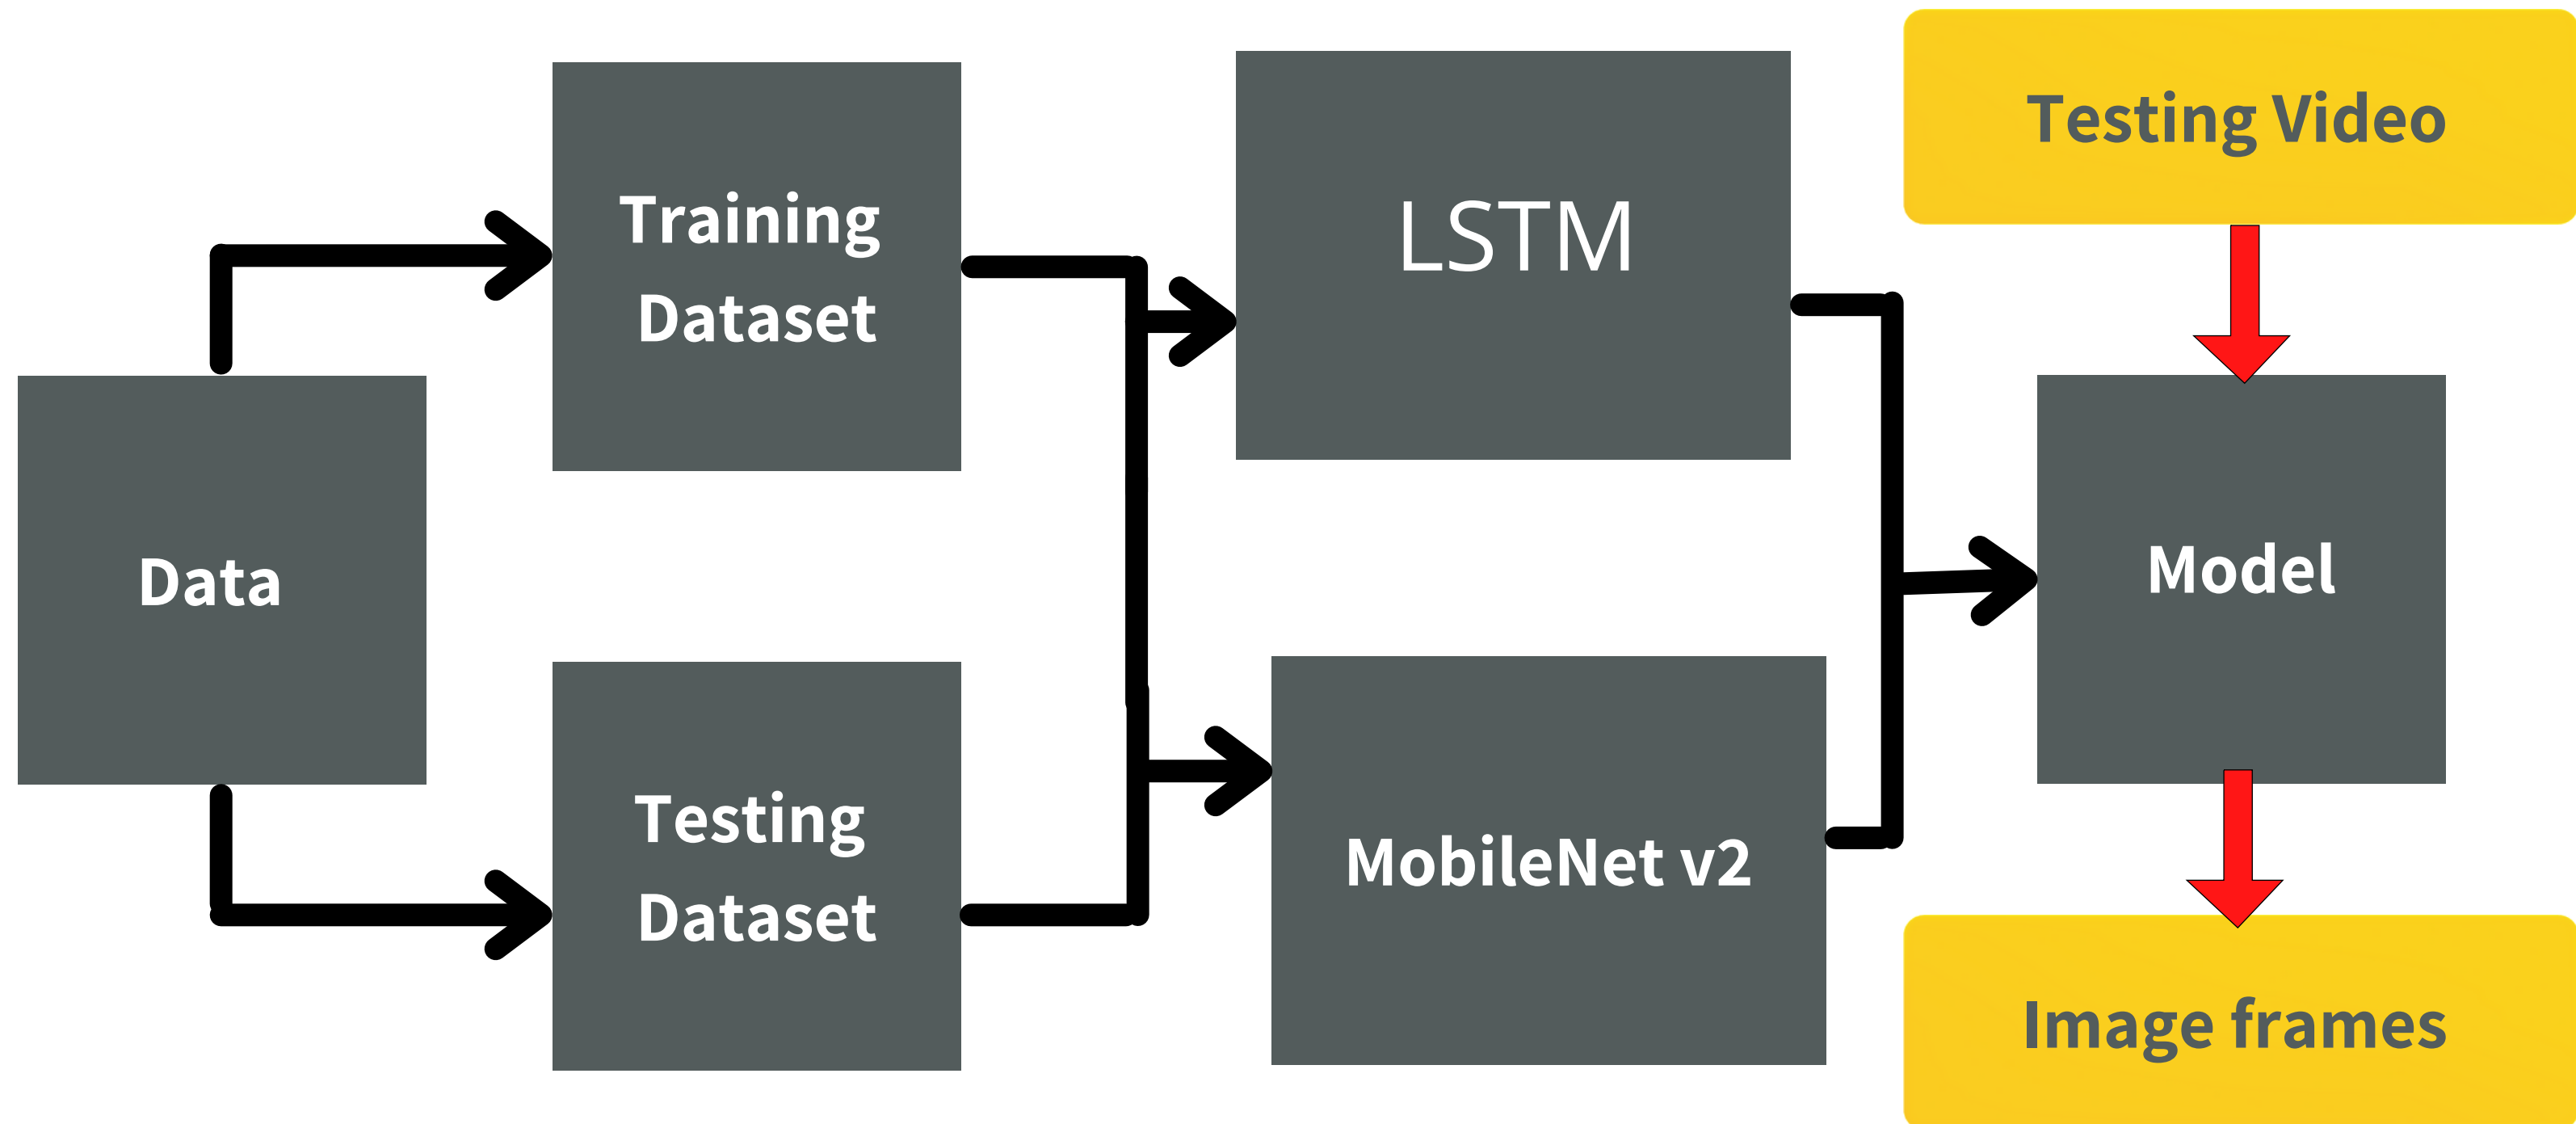 Data
Training
Dataset
Testing
Dataset
LSTM
MobileNet v2
Testing Video
Model
Image frames